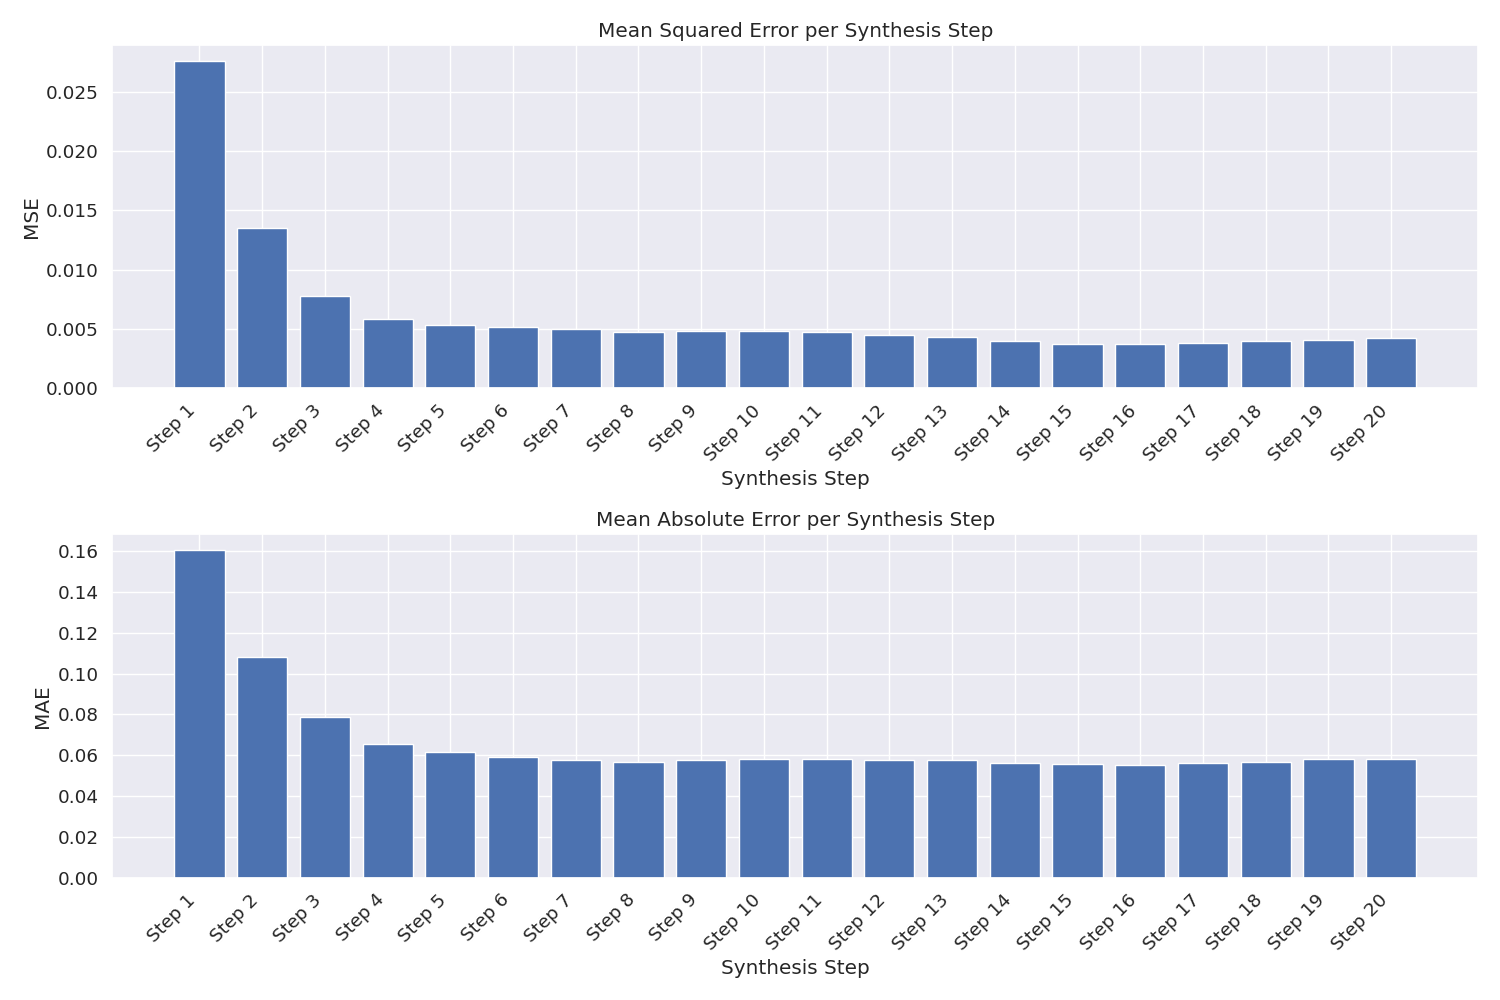 Mean Squared Error per Synthesis Step
MSE
0.025
0.020
0.015
0.010
0.005
0.000
Step 1
Step 2
Step 3
Step 4
Step 5
Step 6
Step 7
Step 8
Step 9
Step 10
Step 11
Step 12
Step 13
Step 14
Step 15
Step 16
Step 17
Step 18
Step 19
Step 20
Synthesis Step
Mean Absolute Error per Synthesis Step
MAE
0.16
0.14
0.12
0.10
0.08
0.06
0.04
0.02
0.00
Step 1
Step 2
Step 3
Step 4
Step 5
Step 6
Step 7
Step 8
Step 9
Step 10
Step 11
Step 12
Step 13
Step 14
Step 15
Step 16
Step 17
Step 18
Step 19
Step 20
Synthesis Step